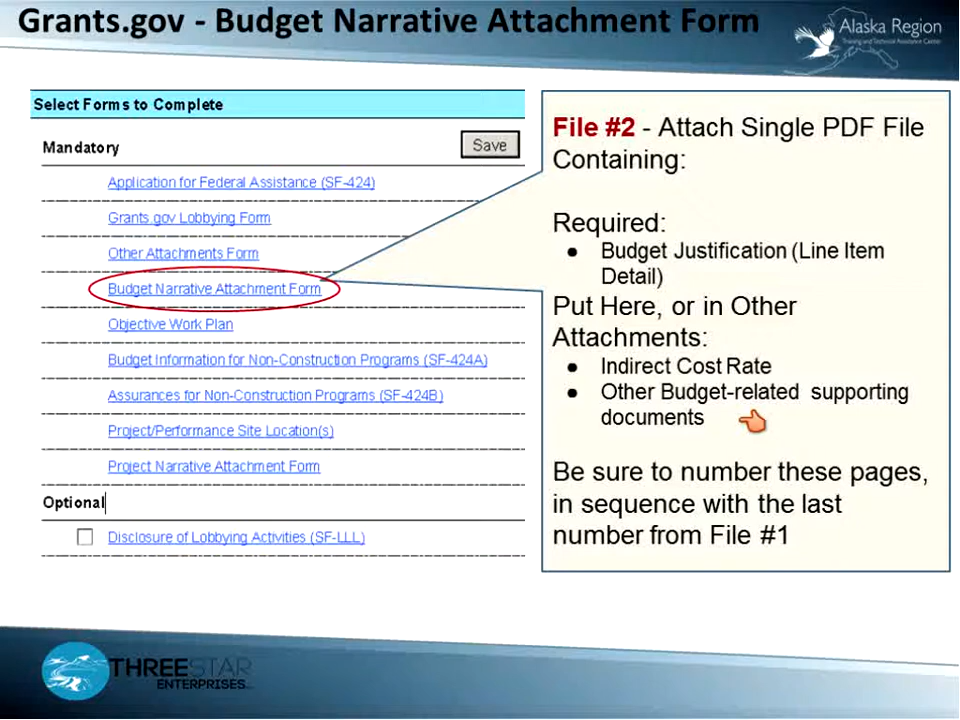 Grants.gov - Budget Narrative Attachment Form
Alaska Region
Training and Technical Assistance Center
Select Forms to Complete
Mandatory
Save
Application for Federal Assistance (SF-424)
Grants.gov Lobbying Form
Other Attachments Form
Budget Narrative Attachment Form
Objective Work Plan
Budget Information for Non-Construction Programs (SF-424A)
Assurances for Non-Construction Programs (SF-424B)
Project/Performance Site Location(s)
Project Narrative Attachment Form
Optional
Disclosure of Lobbying Activities (SF-LLL)
File #2 - Attach Single PDF File
Containing:
Required:
● Budget Justification (Line Item
Detail)
Put Here, or in Other
Attachments:
● Indirect Cost Rate
● Other Budget-related supporting
documents
Be sure to number these pages,
in sequence with the last
number from File #1
THREESTAR
ENTERPRISES